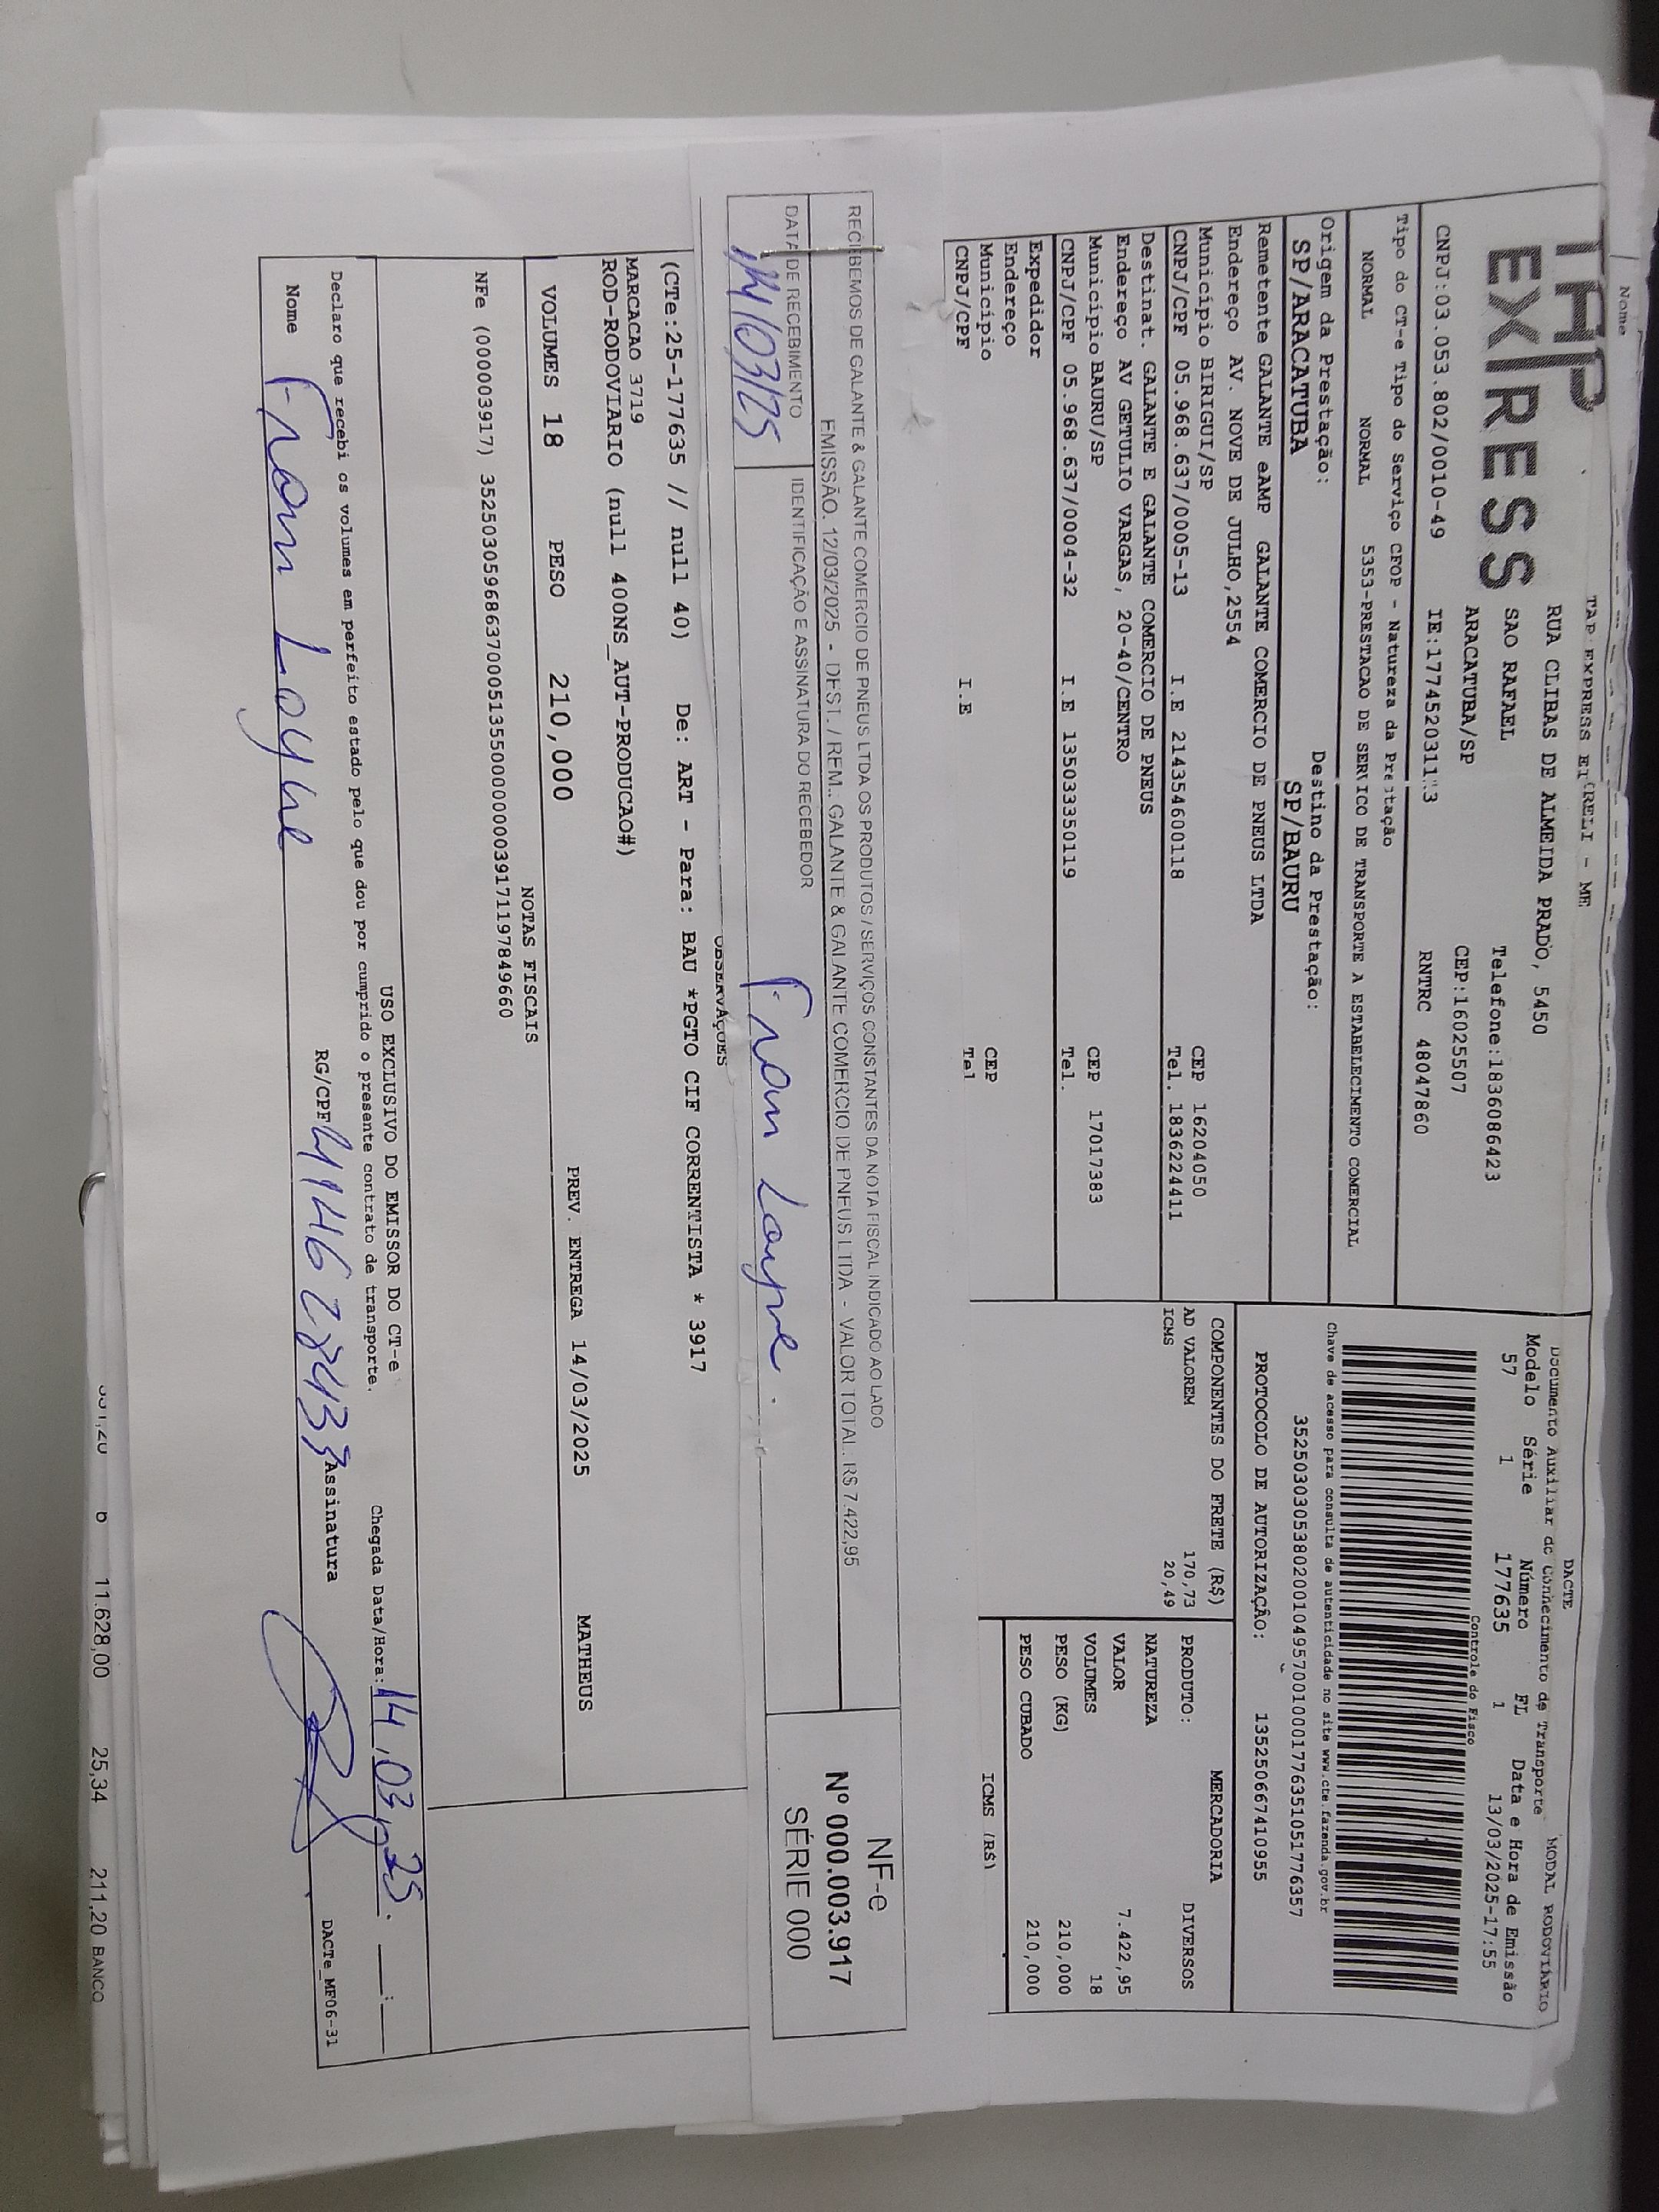 Nome
TAP
EXPRESS
TAP EXPRESS EIRELI - ME
RUA CLIBAS DE ALMEIDA PRADO, 5450
SAO RAFAEL Telefone:1836086423
ARACATUBA/SP CEP:16025507
CNPJ:03.053.802/0010-49 IE:177452031113 RNTRC 48047860
Tipo do CT-e Tipo do Serviço CFOP - Natureza da Prestação
NORMAL NORMAL 5353-PRESTACAO DE SERVICO DE TRANSPORTE A ESTABELECIMENTO COMERCIAL
Origem da Prestação: Destino da Prestação:
SP/ARACATUBA SP/BAURU
Remetente GALANTE eAMP GALANTE COMERCIO DE PNEUS LTDA
Endereço AV. NOVE DE JULHO,2554
Município BIRIGUI/SP CEP 16204050
CNPJ/CPF 05.968.637/0005-13 I.E 214354600118 Tel. 1836224411
Destinat. GALANTE E GALANTE COMERCIO DE PNEUS
Endereço AV GETULIO VARGAS, 20-40/CENTRO
Município BAURU/SP CEP 17017383
CNPJ/CPF 05.968.637/0004-32 I.E 135033350119 Tel.
Expedidor
Endereço
Município CEP
CNPJ/CPF I.E Tel
DACTE
Documento Auxiliar de Conhecimento de Transporte MODAL RODOVIARIO
Modelo Série Número FL Data e Hora de Emissão
57 1 177635 1 13/03/2025-17:55
Controle do Fisco
Chave de acesso para consulta de autenticidade no site www.cte.fazenda.gov.br
35250303053802001049570010001776351051776357
PROTOCOLO DE AUTORIZAÇÃO: 135250667410955
COMPONENTES DO FRETE (R$)
AD VALOREM 170,73
ICMS 20,49
MERCADORIA
PRODUTO: DIVERSOS
NATUREZA
VALOR 7.422,95
VOLUMES 18
PESO (KG) 210,000
PESO CUBADO 210,000
ICMS (R$)
RECEBEMOS DE GALANTE & GALANTE COMERCIO DE PNEUS LTDA OS PRODUTOS / SERVIÇOS CONSTANTES DA NOTA FISCAL INDICADO AO LADO
EMISSÃO. 12/03/2025 - DEST. / REM.. GALANTE & GALANTE COMERCIO DE PNEUS LTDA - VALOR TOTAL. R$ 7.422,95
DATA DE RECEBIMENTO IDENTIFICAÇÃO E ASSINATURA DO RECEBEDOR
14/03/25
NF-e
Nº 000.003.917
SÉRIE 000
OBSERVAÇÕES
(CTe:25-177635 // null 40) De: ART - Para: BAU *PGTO CIF CORRENTISTA * 3917
MARCACAO 3719
ROD-RODOVIARIO (null 400NS_AUT-PRODUCAO#)
VOLUMES 18 PESO 210,000 PREV. ENTREGA 14/03/2025 MATHEUS
NOTAS FISCAIS
NFe (000003917) 35250305968637000513550000000039171197849660
USO EXCLUSIVO DO EMISSOR DO CT-e
Declaro que recebi os volumes em perfeito estado pelo que dou por cumprido o presente contrato de transporte. Chegada Data/Hora: 14,03,25. __:__
Nome RG/CPF Assinatura
DACTe_MF06-31
11.628,00 25,34 211,20 BANCO